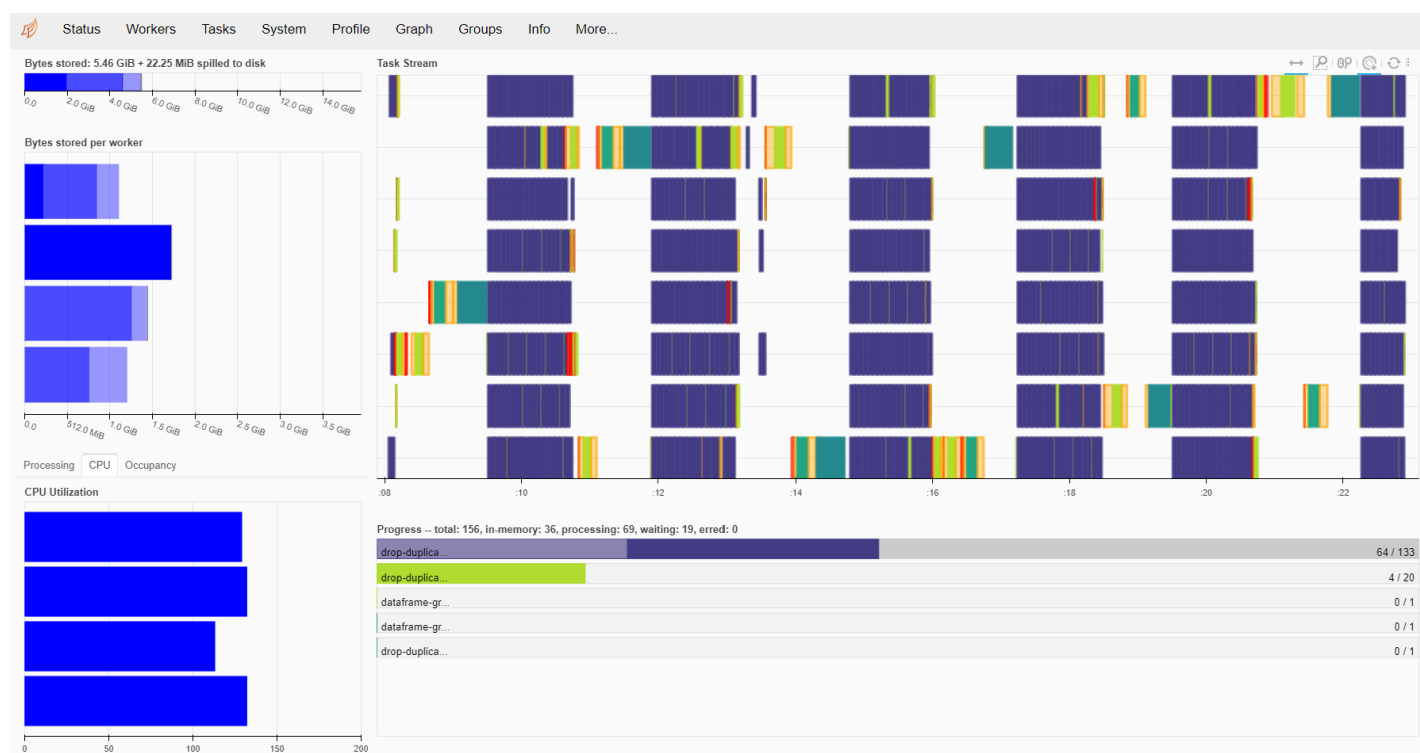 Status Workers Tasks System Profile Graph Groups Info More...
Bytes stored: 5.46 GiB + 22.25 MiB spilled to disk
0.0 2.0 GiB 4.0 GiB 6.0 GiB 8.0 GiB 10.0 GiB 12.0 GiB 14.0 GiB
Bytes stored per worker
0.0 512.0 MiB 1.0 GiB 1.5 GiB 2.0 GiB 2.5 GiB 3.0 GiB 3.5 GiB
Processing CPU Occupancy
CPU Utilization
0 50 100 150 200
Task Stream
:08 :10 :12 :14 :16 :18 :20 :22
Progress -- total: 156, in-memory: 36, processing: 69, waiting: 19, erred: 0
drop-duplica... 64 / 133
drop-duplica... 4 / 20
dataframe-gr... 0 / 1
dataframe-gr... 0 / 1
drop-duplica... 0 / 1